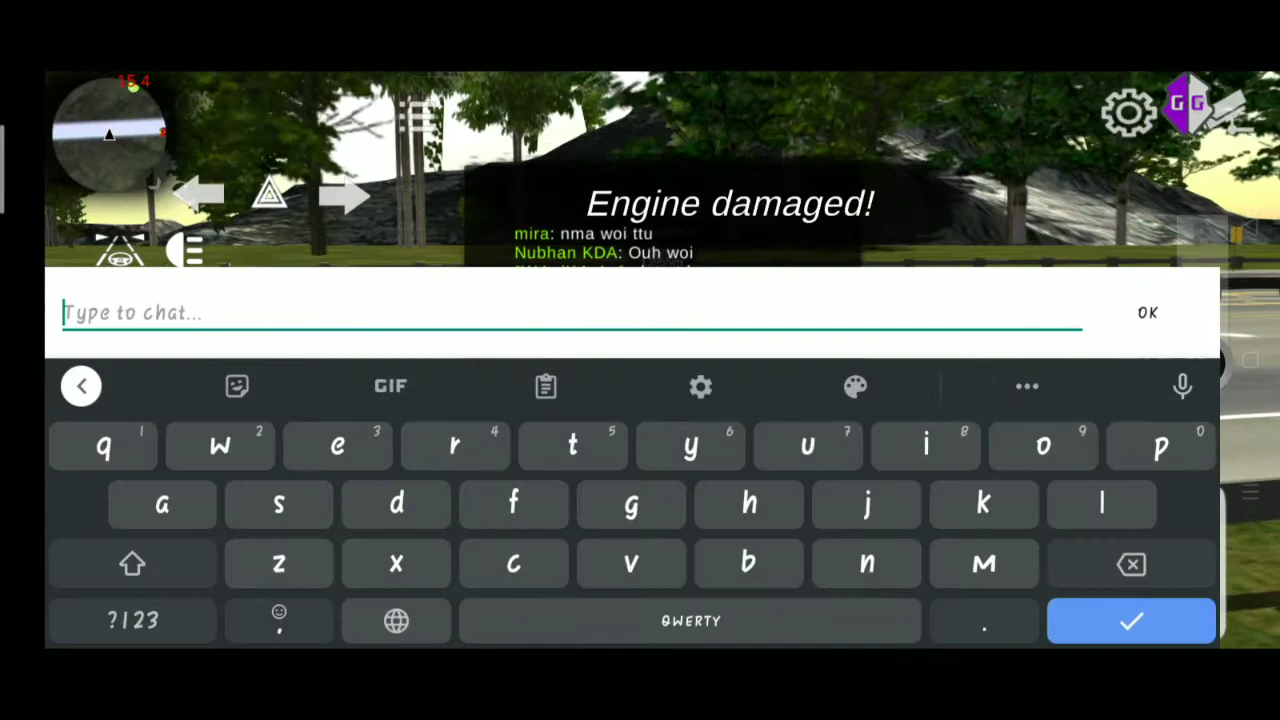 15.4
G G
Engine damaged!
mira: nma woi ttu
Nubhan KDA: Ouh woi
Type to chat...
OK
GIF
q 1 w 2 e 3 r 4 t 5 y 6 u 7 i 8 o 9 p 0
a s d f g h j k l
z x c v b n m
?123 , QWERTY .